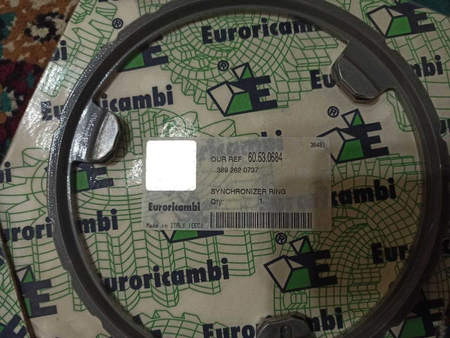 Euroricambi
Euroricambi
Euroricambi
38481
OUR REF. 60.53.0684
389 262 0737
SYNCHRONIZER RING
Qty: 1
Euroricambi
Made in ITALY
Euroricambi
Euroricambi
Euroricambi